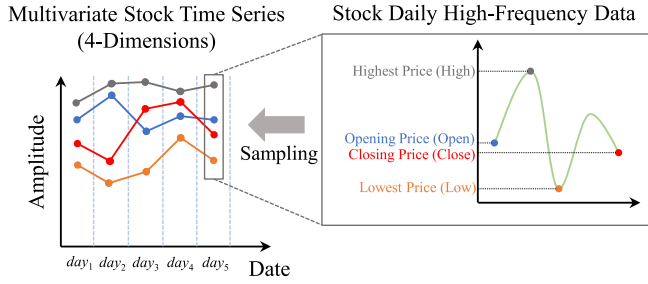 Multivariate Stock Time Series
(4-Dimensions)
Stock Daily High-Frequency Data
Amplitude
Sampling
Highest Price (High)
Opening Price (Open)
Closing Price (Close)
Lowest Price (Low)
day1 day2 day3 day4 day5
Date